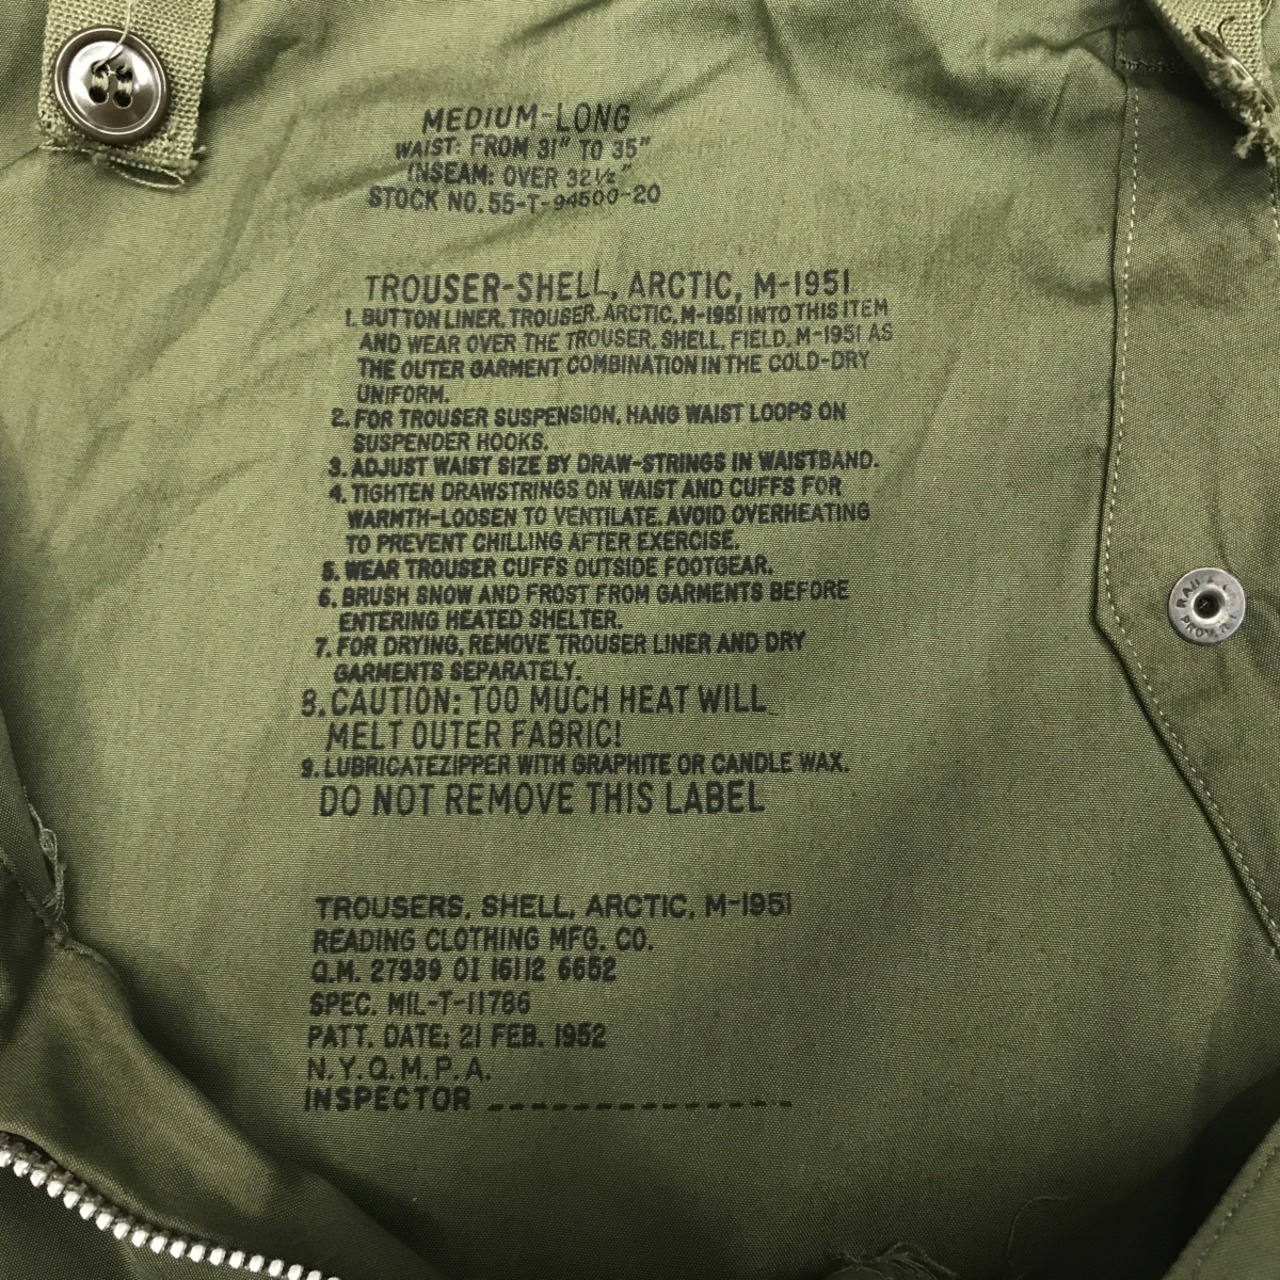 MEDIUM-LONG
WAIST: FROM 31" TO 35"
INSEAM: OVER 32½"
STOCK NO. 55-T-94500-20
TROUSER-SHELL, ARCTIC, M-1951
1. BUTTON LINER, TROUSER, ARCTIC, M-1951 INTO THIS ITEM
AND WEAR OVER THE TROUSER, SHELL, FIELD, M-1951 AS
THE OUTER GARMENT COMBINATION IN THE COLD-DRY
UNIFORM.
2. FOR TROUSER SUSPENSION, HANG WAIST LOOPS ON
SUSPENDER HOOKS.
3. ADJUST WAIST SIZE BY DRAW-STRINGS IN WAISTBAND.
4. TIGHTEN DRAWSTRINGS ON WAIST AND CUFFS FOR
WARMTH-LOOSEN TO VENTILATE. AVOID OVERHEATING
TO PREVENT CHILLING AFTER EXERCISE.
5. WEAR TROUSER CUFFS OUTSIDE FOOTGEAR.
6. BRUSH SNOW AND FROST FROM GARMENTS BEFORE
ENTERING HEATED SHELTER.
7. FOR DRYING, REMOVE TROUSER LINER AND DRY
GARMENTS SEPARATELY.
8. CAUTION: TOO MUCH HEAT WILL
MELT OUTER FABRIC!
9. LUBRICATE ZIPPER WITH GRAPHITE OR CANDLE WAX.
DO NOT REMOVE THIS LABEL
TROUSERS, SHELL, ARCTIC, M-1951
READING CLOTHING MFG. CO.
Q.M. 27939 OI 16112 6652
SPEC. MIL-T-11786
PATT. DATE: 21 FEB. 1952
N.Y.Q.M.P.A.
INSPECTOR _______________